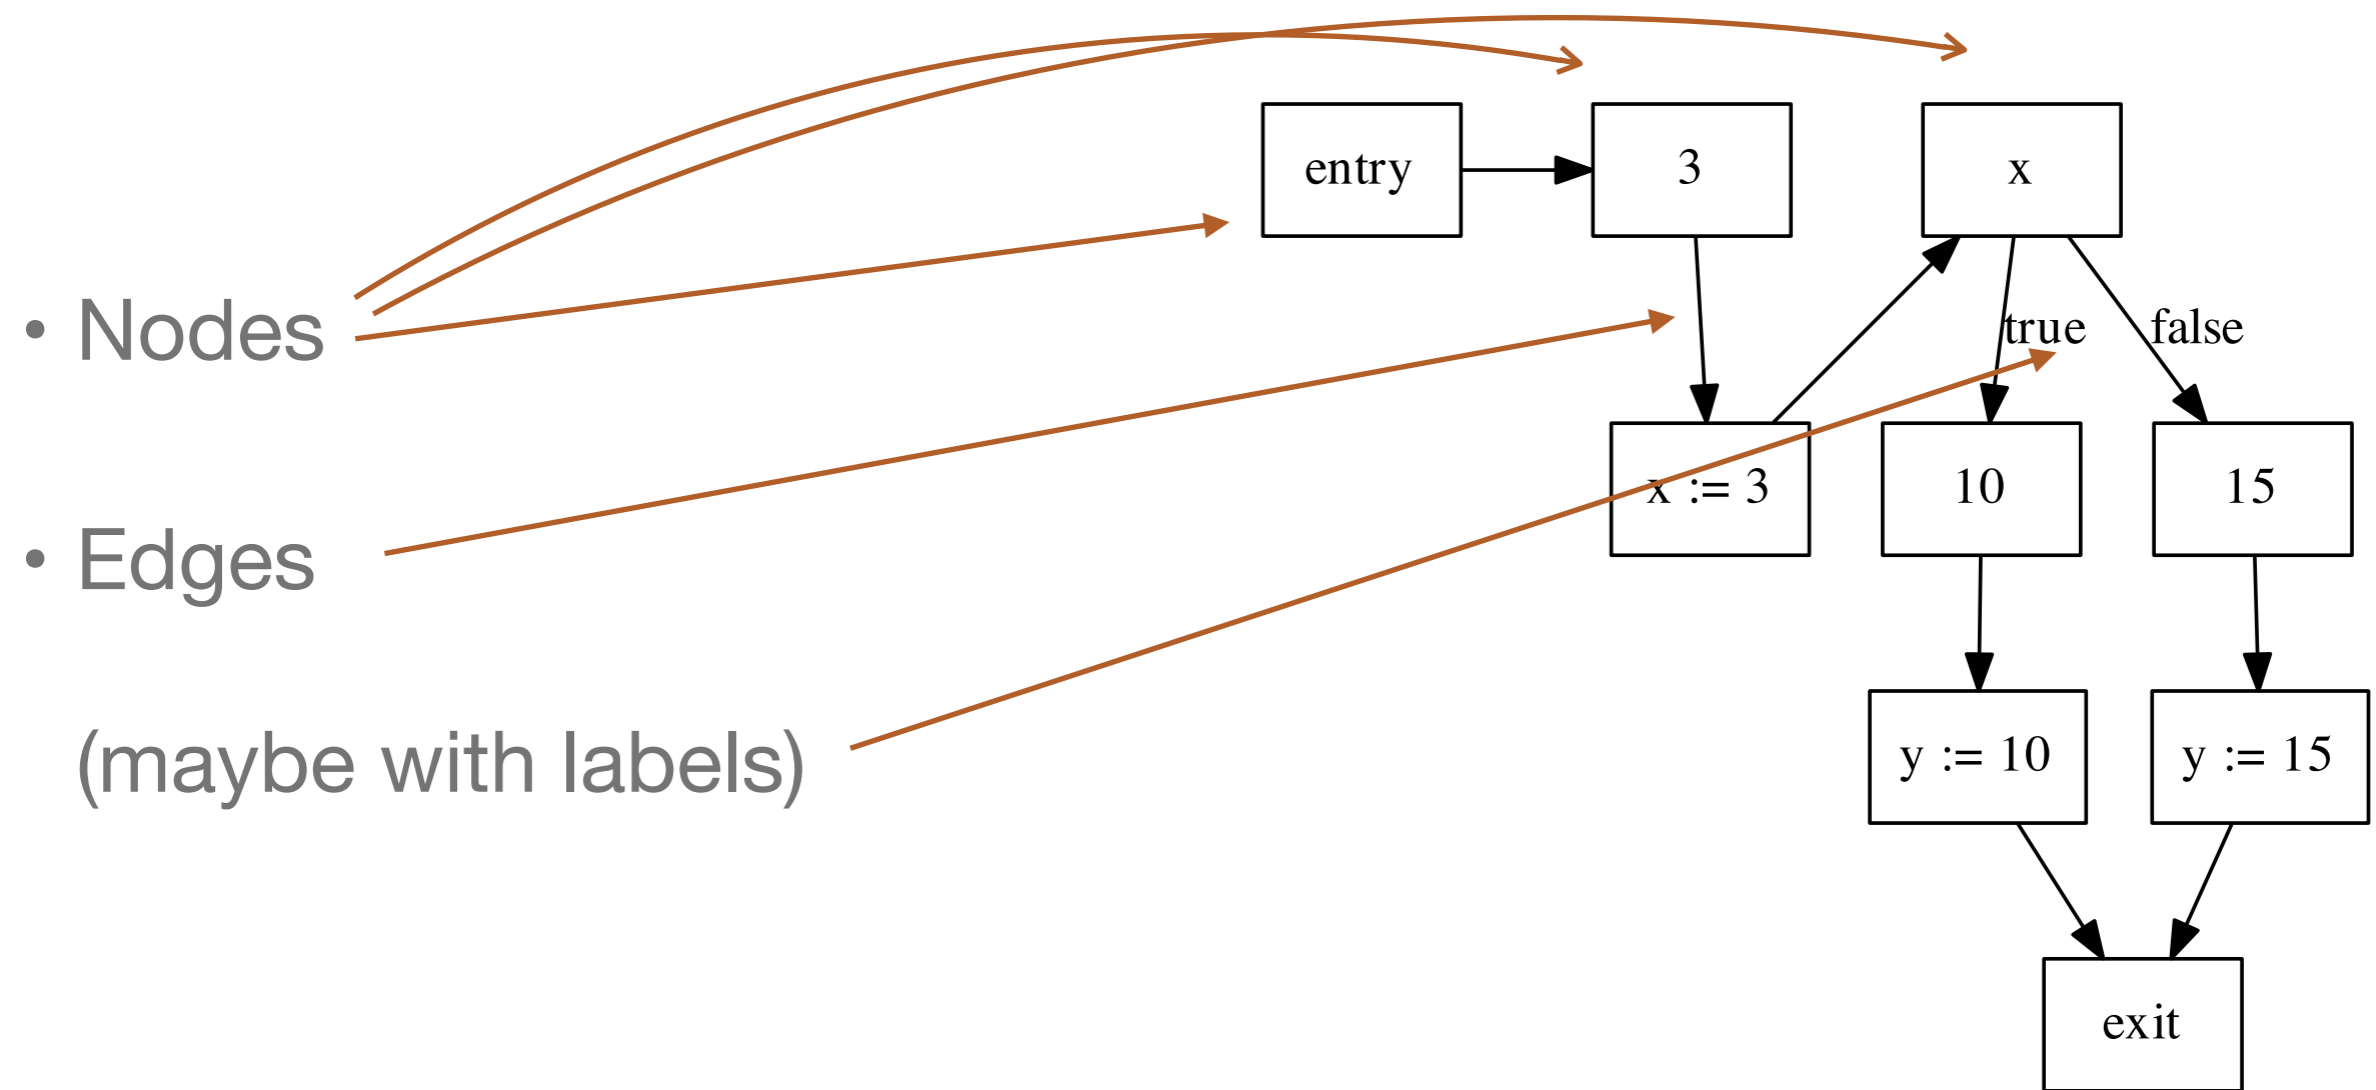 entry 3 x
• Nodes true false
x := 3 10 15
• Edges
(maybe with labels) y := 10 y := 15
exit